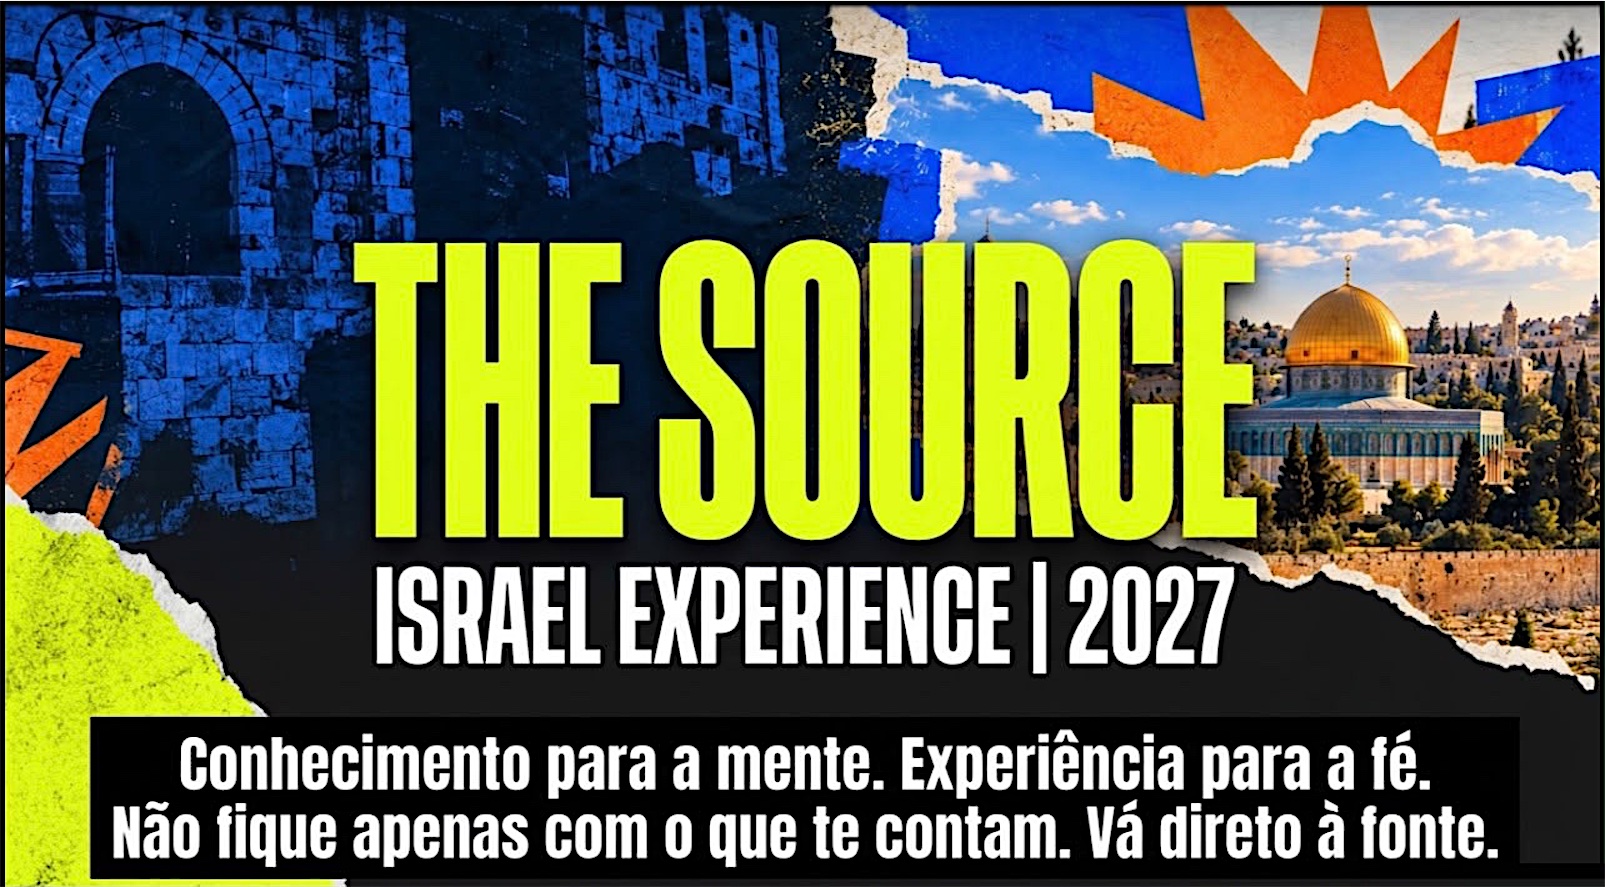 THE SOURCE
ISRAEL EXPERIENCE | 2027
Conhecimento para a mente. Experiência para a fé.
Não fique apenas com o que te contam. Vá direto à fonte.